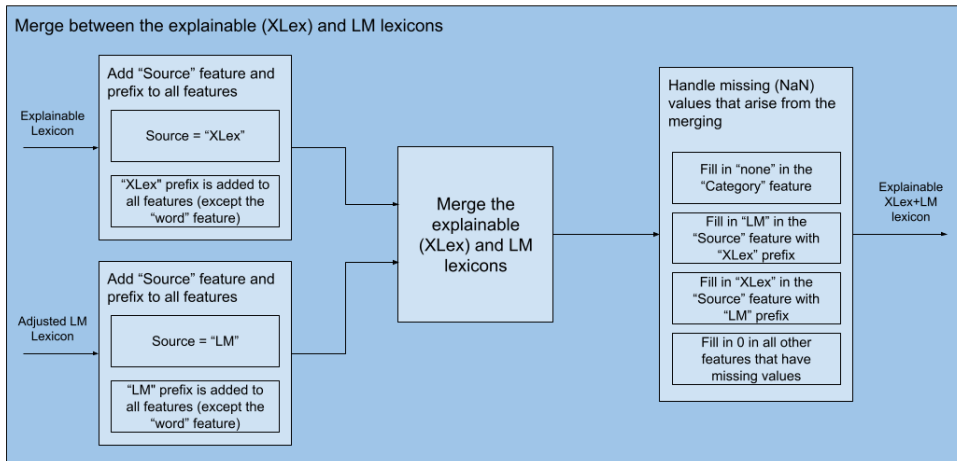 Merge between the explainable (XLex) and LM lexicons
Explainable
Lexicon
Add “Source” feature and
prefix to all features
Source = “XLex”
“XLex" prefix is added to
all features (except the
“word” feature)
Adjusted LM
Lexicon
Add “Source” feature and
prefix to all features
Source = “LM”
“LM" prefix is added to
all features (except the
“word” feature)
Merge the
explainable
(XLex) and LM
lexicons
Handle missing (NaN)
values that arise from the
merging
Fill in “none” in the
“Category” feature
Fill in “LM” in the
“Source” feature with
“XLex” prefix
Fill in “XLex” in the
“Source” feature with
“LM” prefix
Fill in 0 in all other
features that have
missing values
Explainable
XLex+LM
lexicon